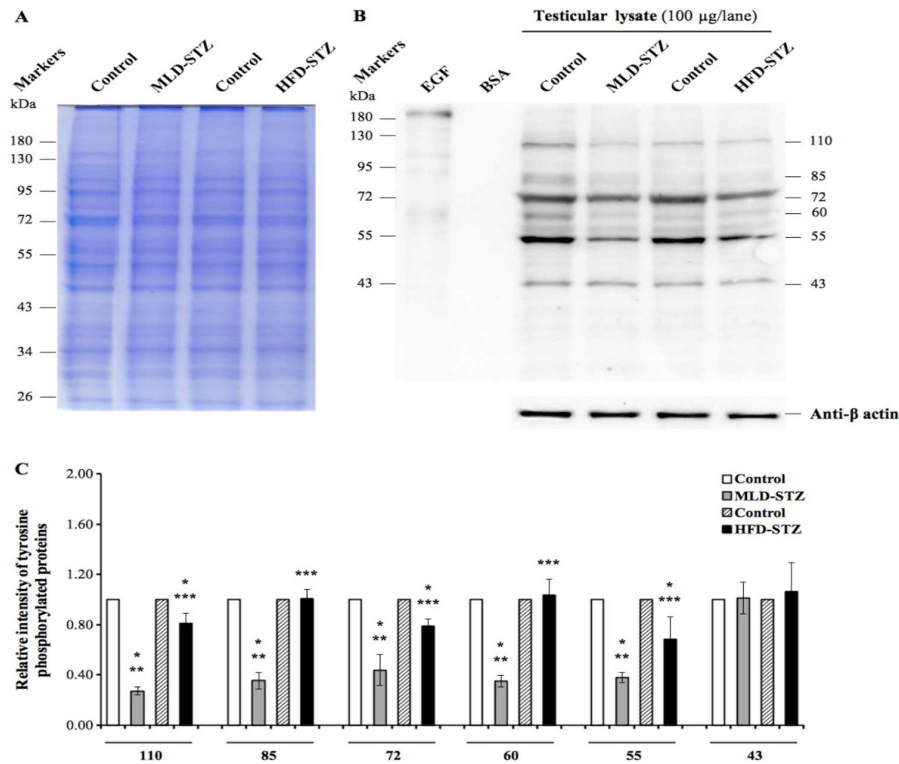 A
Markers
Control
MLD-STZ
Control
HFD-STZ
kDa
180
130
95
72
55
43
34
26
B
Testicular lysate (100 µg/lane)
Markers
EGF
BSA
Control
MLD-STZ
Control
HFD-STZ
kDa
180
130
95
72
55
43
110
85
72
60
55
43
Anti-β actin
C
Relative intensity of tyrosine
phosphorylated proteins
2.00
1.60
1.20
0.80
0.40
0.00
Control
MLD-STZ
Control
HFD-STZ
*
**
*
***
*
**
***
*
**
*
***
*
**
***
*
**
*
***
110
85
72
60
55
43